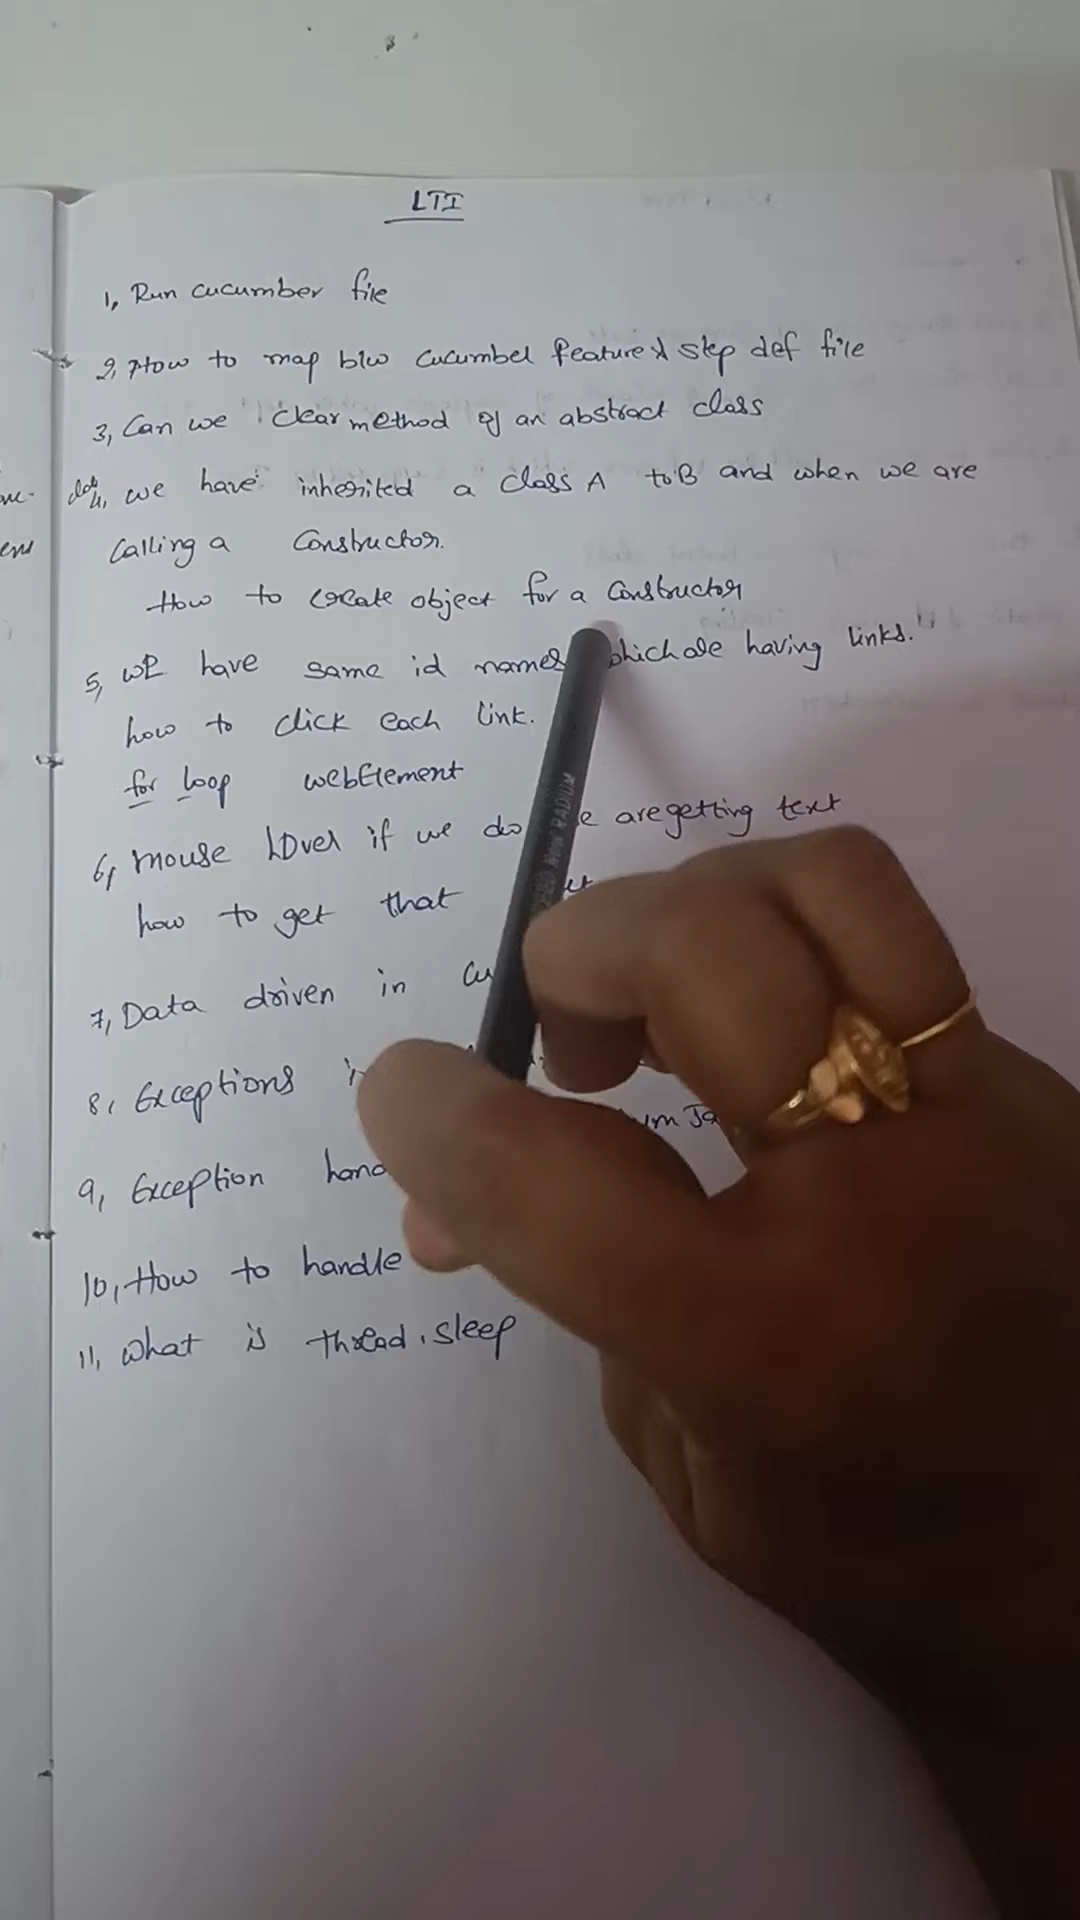 LTI
1, Run cucumber file
2, How to map b/w cucumbel feature & step def file
3, Can we clear method of an abstract class
4, we have inherited a class A to B and when we are
Calling a Constructor.
How to create object for a Constructor
5, we have same id names which are having links."
how to click each link.
for loop webElement
6, mouse hover if we do are getting text
how to get that
7, Data driven in
8, Exceptions
9, Exception
10, How to handle
11, what is thread.sleep
SPEED New RADIUM